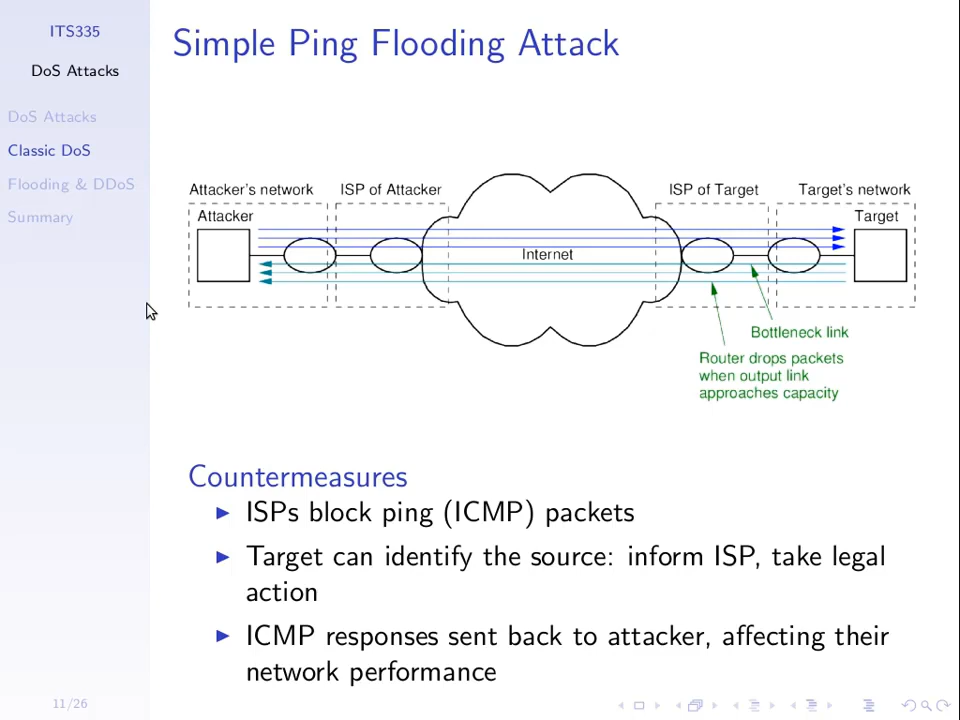 ITS335
DoS Attacks
DoS Attacks
Classic DoS
Flooding & DDoS
Summary
Simple Ping Flooding Attack
Attacker's network
ISP of Attacker
ISP of Target
Target's network
Attacker
Target
Internet
Bottleneck link
Router drops packets
when output link
approaches capacity
Countermeasures
ISPs block ping (ICMP) packets
Target can identify the source: inform ISP, take legal
action
ICMP responses sent back to attacker, affecting their
network performance
11/26